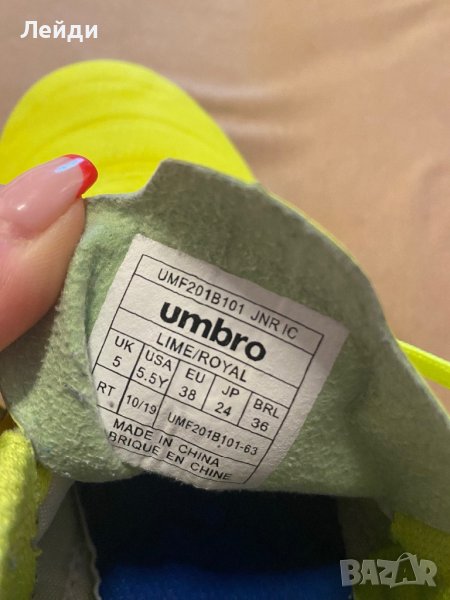 Лейди
UMF201B101 JNR IC
umbro
LIME/ROYAL
UK USA EU JP BRL
5 5.5Y 38 24 36
RT 10/19 UMF201B101-63
MADE IN CHINA
BRIQUE EN CHINE
BAZAR